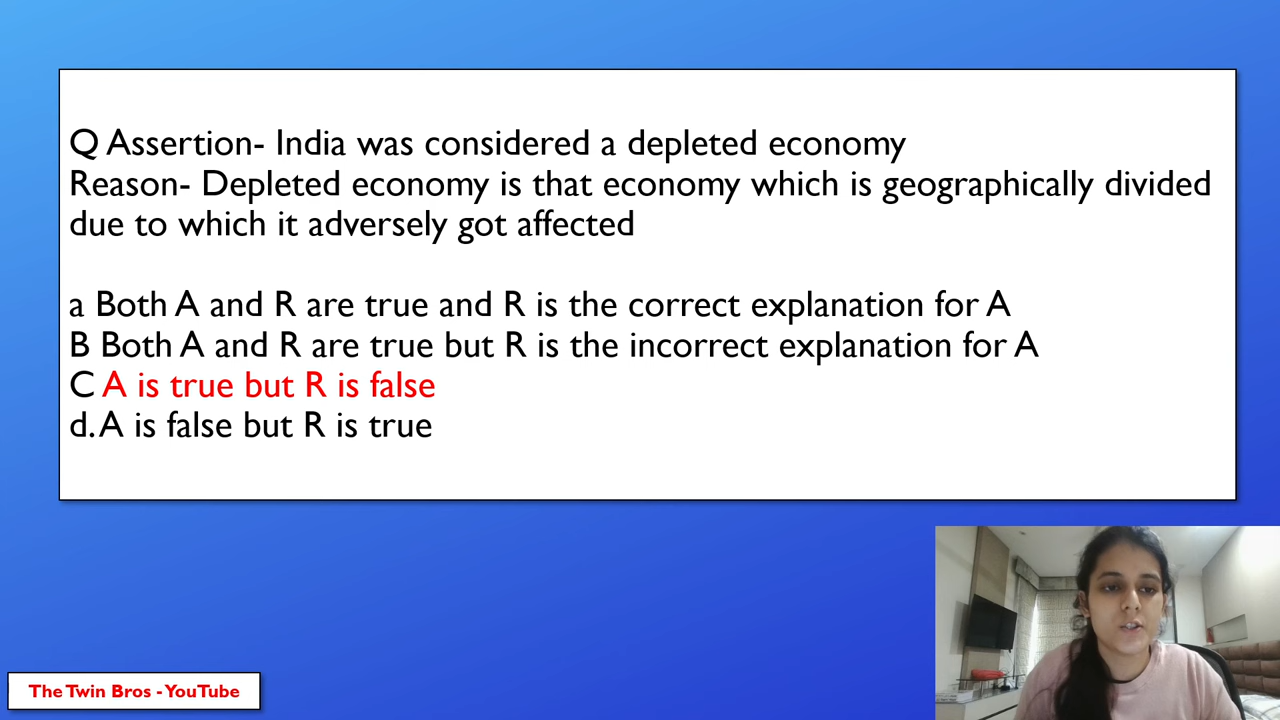 Q Assertion- India was considered a depleted economy
Reason- Depleted economy is that economy which is geographically divided
due to which it adversely got affected
a Both A and R are true and R is the correct explanation for A
B Both A and R are true but R is the incorrect explanation for A
C A is true but R is false
d. A is false but R is true
The Twin Bros - YouTube